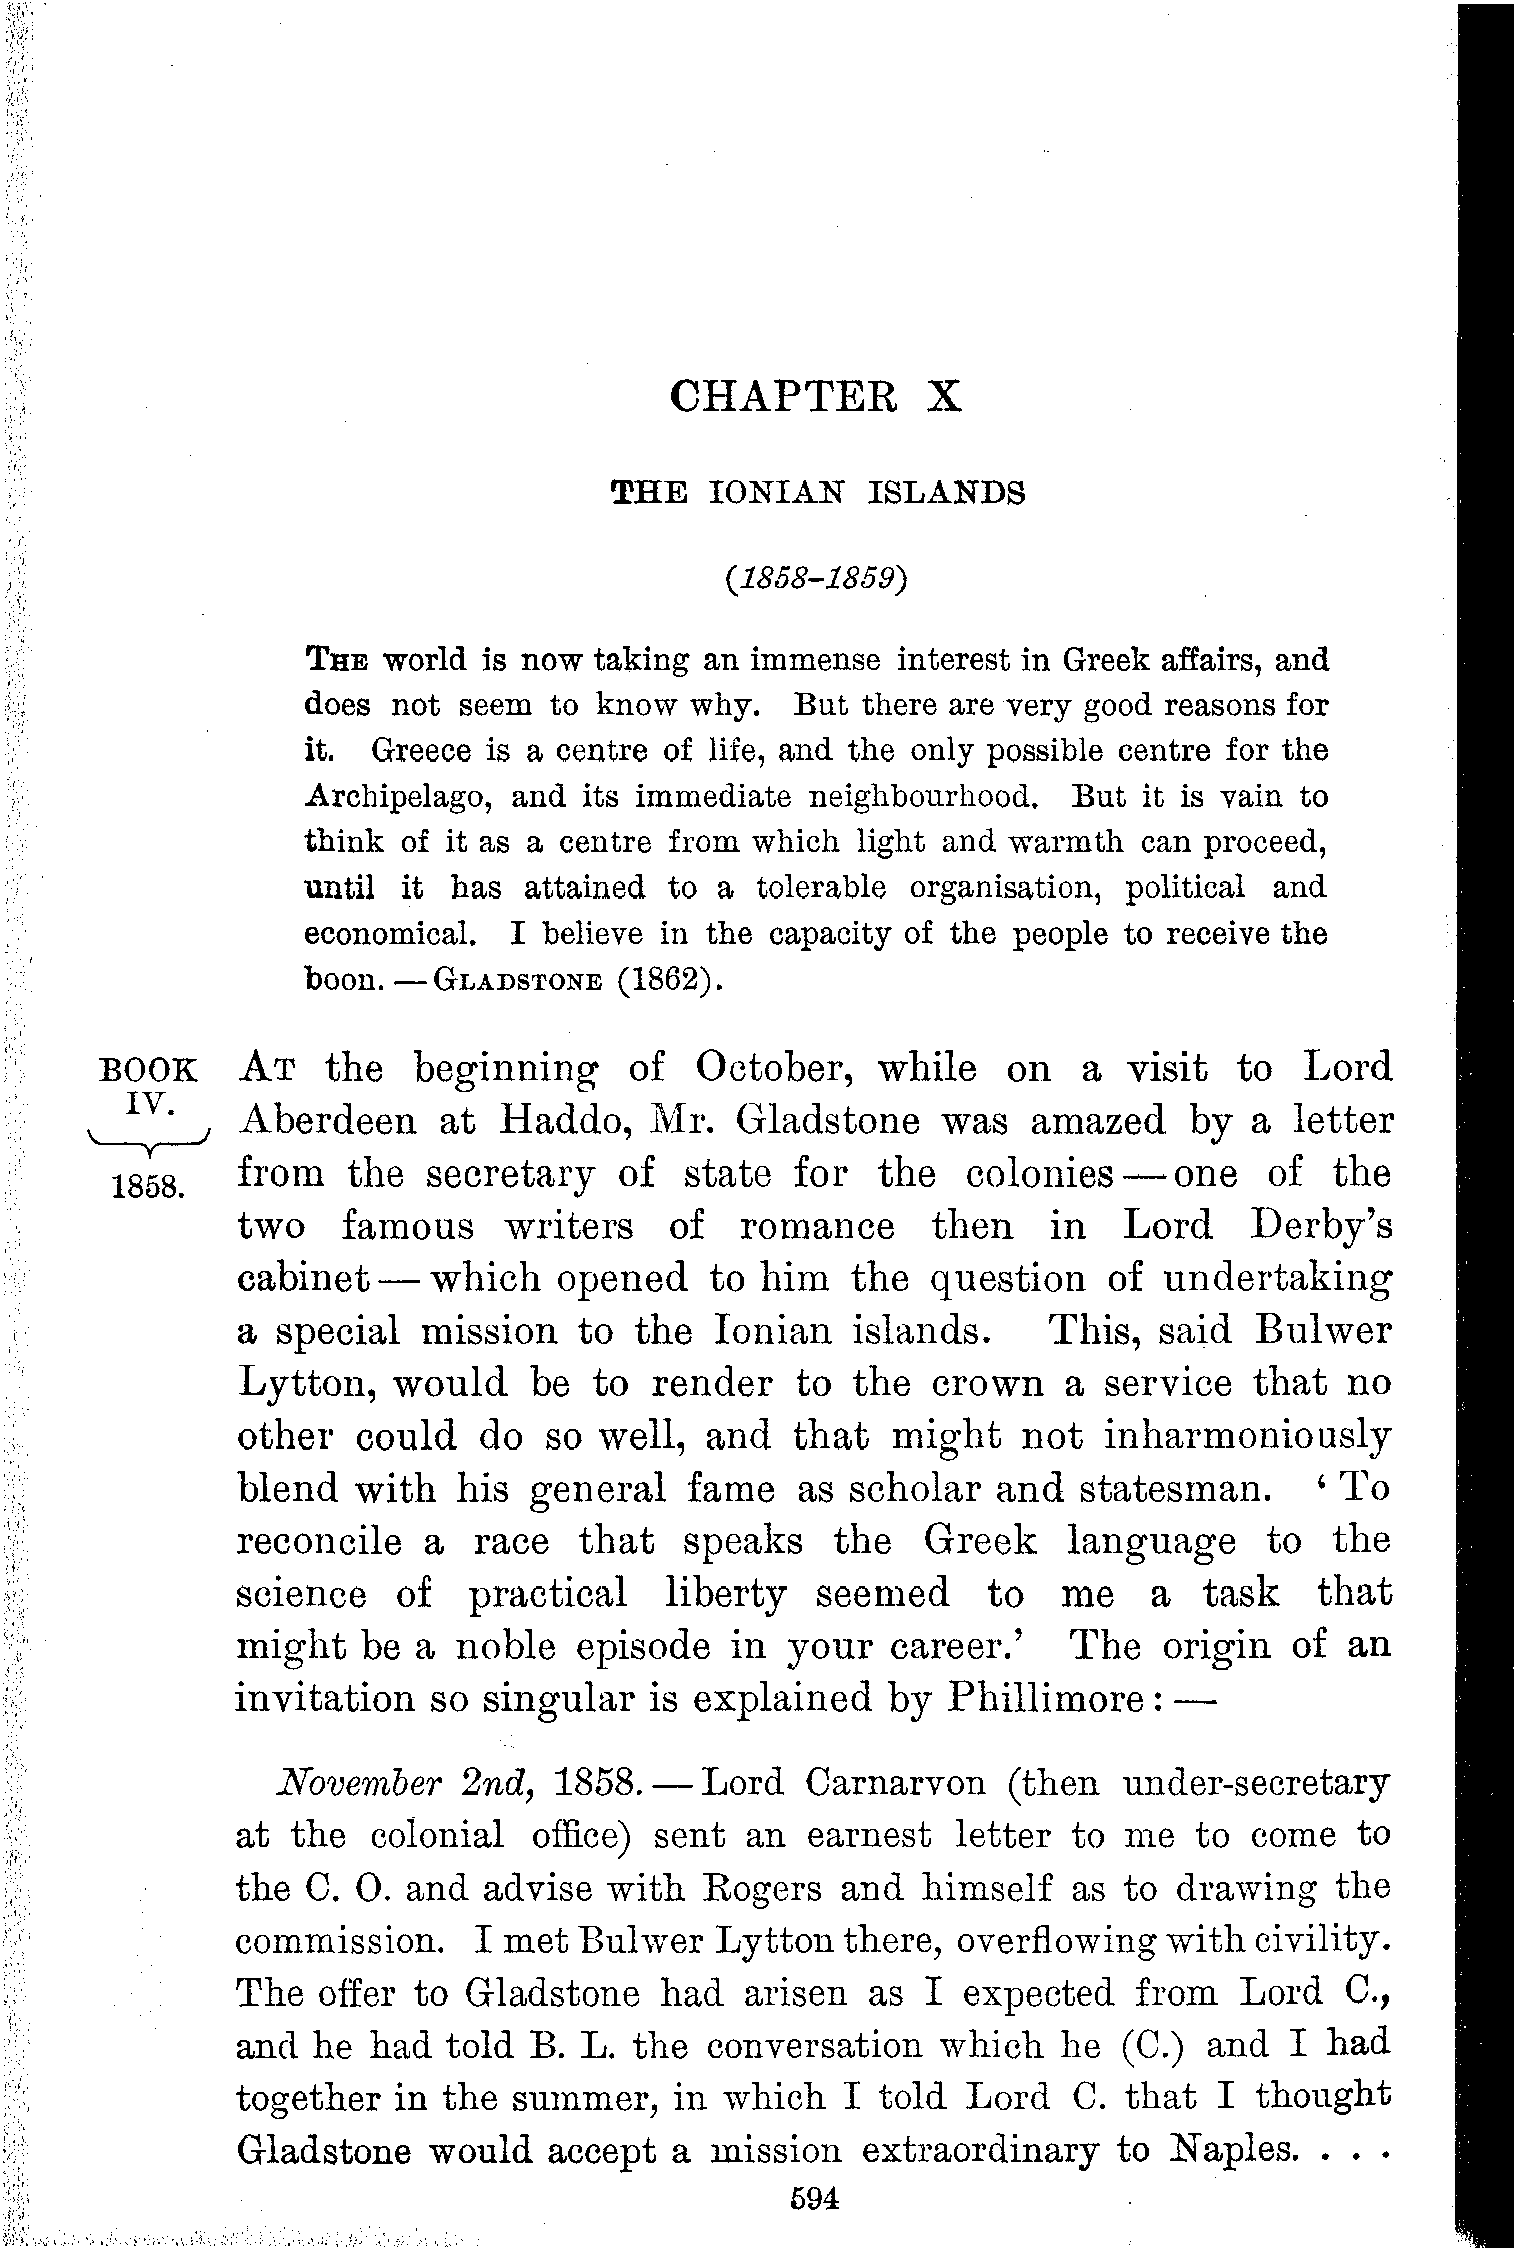 CHAPTER X
THE IONIAN ISLANDS
(1858–1859)
THE world is now taking an immense interest in Greek affairs, and
does not seem to know why. But there are very good reasons for
it. Greece is a centre of life, and the only possible centre for the
Archipelago, and its immediate neighbourhood. But it is vain to
think of it as a centre from which light and warmth can proceed,
until it has attained to a tolerable organisation, political and
economical. I believe in the capacity of the people to receive the
boon. — GLADSTONE (1862).
BOOK
IV.
1858.
AT the beginning of October, while on a visit to Lord
Aberdeen at Haddo, Mr. Gladstone was amazed by a letter
from the secretary of state for the colonies — one of the
two famous writers of romance then in Lord Derby's
cabinet — which opened to him the question of undertaking
a special mission to the Ionian islands. This, said Bulwer
Lytton, would be to render to the crown a service that no
other could do so well, and that might not inharmoniously
blend with his general fame as scholar and statesman. ‘To
reconcile a race that speaks the Greek language to the
science of practical liberty seemed to me a task that
might be a noble episode in your career.’ The origin of an
invitation so singular is explained by Phillimore: —
November 2nd, 1858. — Lord Carnarvon (then under-secretary
at the colonial office) sent an earnest letter to me to come to
the C. O. and advise with Rogers and himself as to drawing the
commission. I met Bulwer Lytton there, overflowing with civility.
The offer to Gladstone had arisen as I expected from Lord C.,
and he had told B. L. the conversation which he (C.) and I had
together in the summer, in which I told Lord C. that I thought
Gladstone would accept a mission extraordinary to Naples. . . .
594